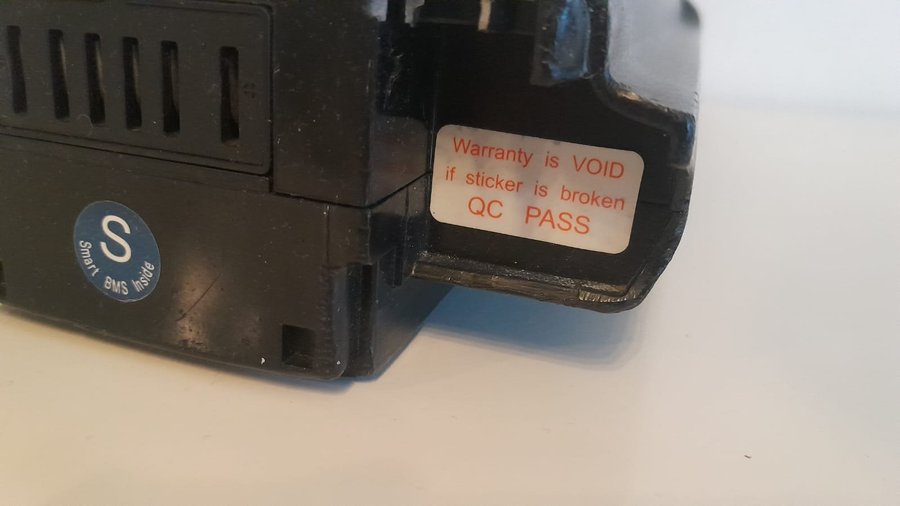 Warranty is VOID
if sticker is broken
QC PASS
S
Smart BMS Inside